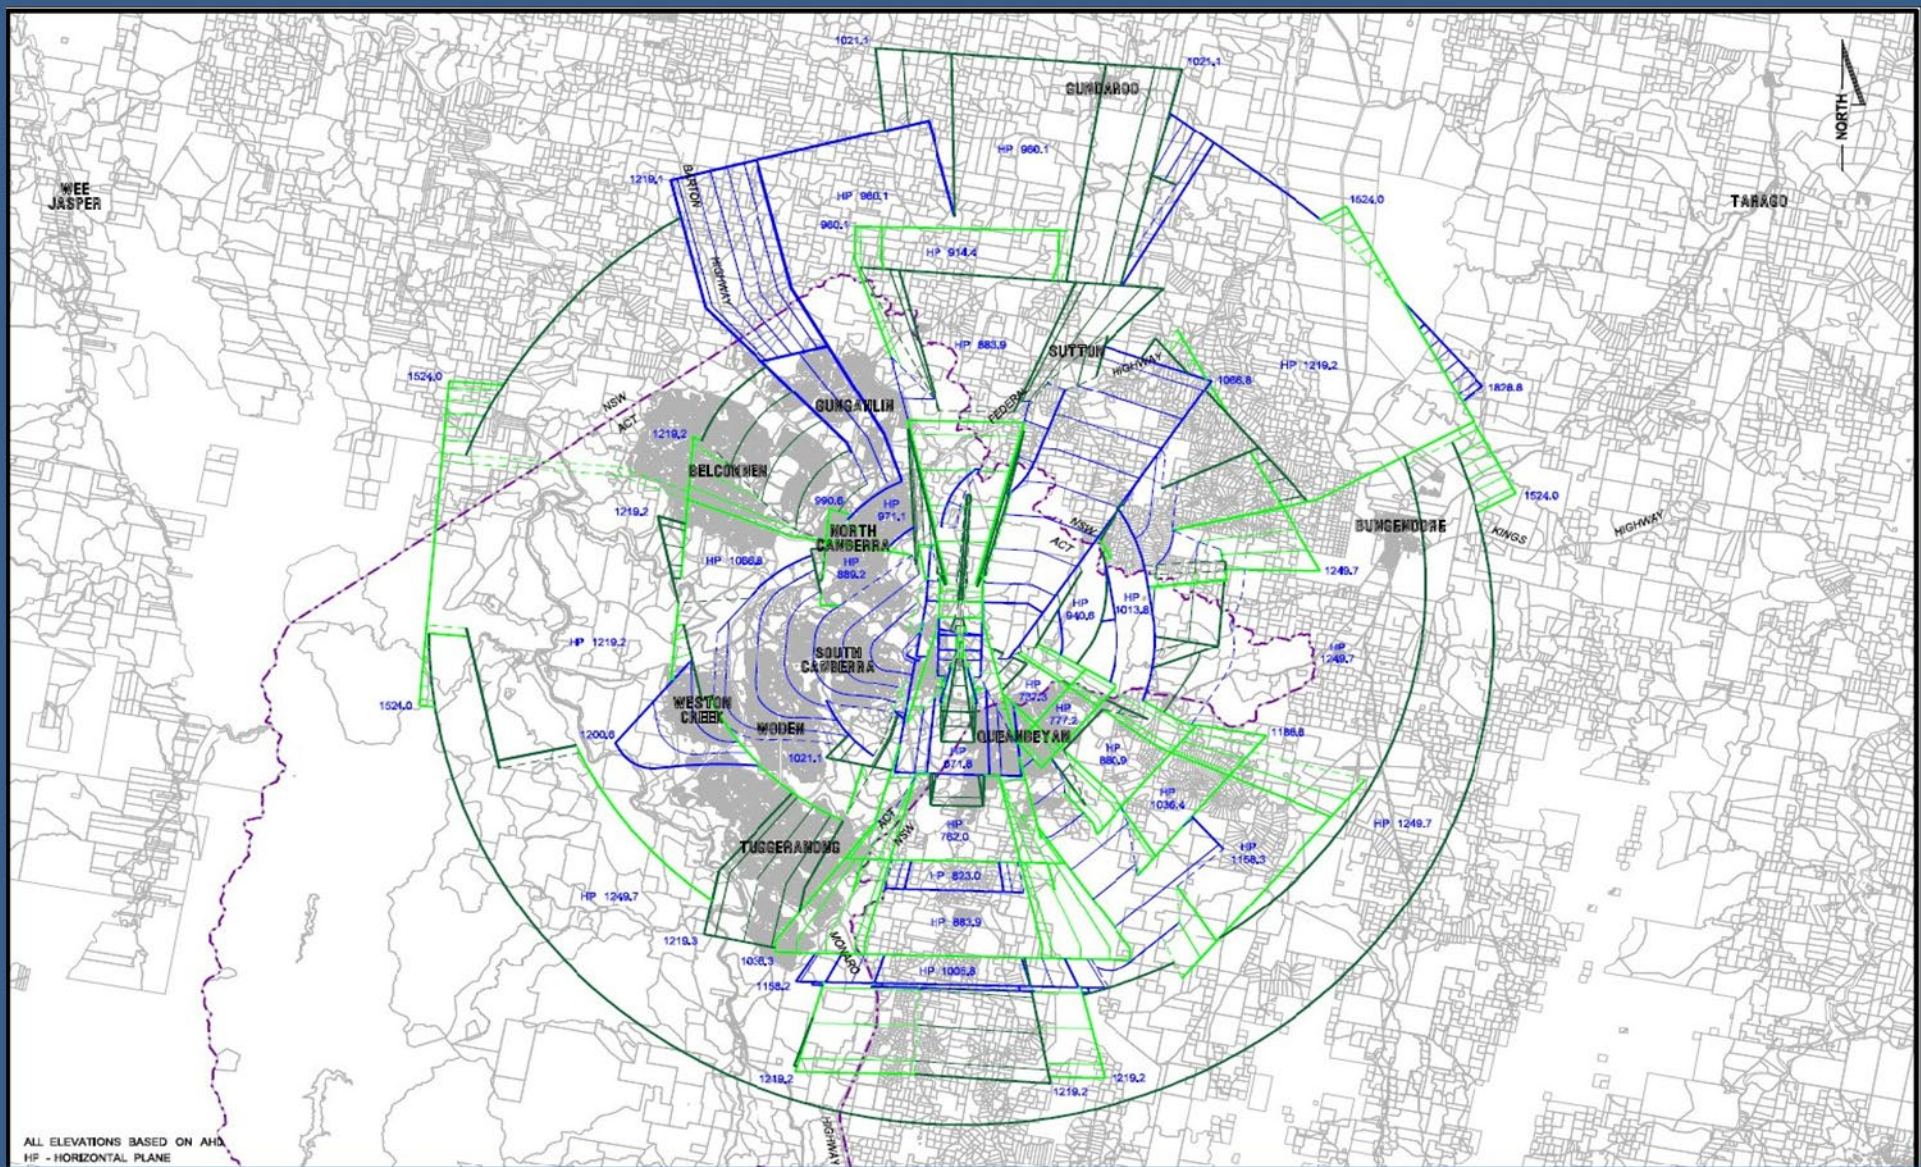 1021.1
1021.1
GUNDAROO
NORTH
HP 960.1
BARTON
1219.1
WEE
JASPER
HP 960.1
1524.0
TARAGO
960.1
HP 914.4
HIGHWAY
HP 883.9
SUTTON
HIGHWAY
HP 1219.2
1524.0
1066.8
1828.8
NSW
ACT
GUNGAHLIN
FEDERAL
1219.2
BELCONNEN
990.6
HP
971.1
1524.0
1219.2
NORTH
CANBERRA
NSW
ACT
BUNGENDORE
KINGS
HIGHWAY
HP 1066.8
HP
889.2
1249.7
HP
940.6
HP
1013.8
HP 1219.2
SOUTH
CANBERRA
HP
1249.7
HP
777.2
1524.0
WESTON
CREEK
WODEN
1200.6
QUEANBEYAN
1021.1
HP
671.8
HP
880.9
HP
1036.4
ACT
NSW
HP
762.0
HP 1249.7
TUGGERANONG
HP
1158.3
HP 823.0
HP 1249.7
HP 883.9
1219.3
MONARO
HP 1005.8
1158.2
1219.2
1219.2
1219.2
HIGHWAY
ALL ELEVATIONS BASED ON AHD
HP - HORIZONTAL PLANE